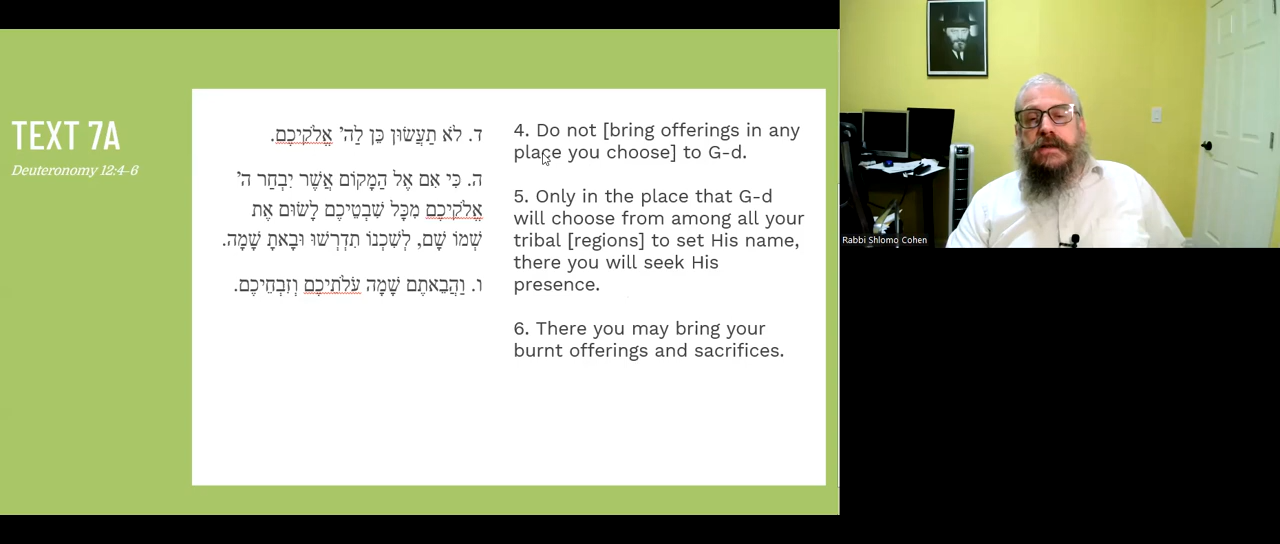 TEXT 7A
Deuteronomy 12:4-6
ד. לֹא תַעֲשׂוּן כֵּן לַה' אֱלֹקֵיכֶם.
ה. כִּי אִם אֶל הַמָּקוֹם אֲשֶׁר יִבְחַר ה'
אֱלֹקֵיכֶם מִכָּל שִׁבְטֵיכֶם לָשׂוּם אֶת
שְׁמוֹ שָׁם, לְשִׁכְנוֹ תִדְרְשׁוּ וּבָאתָ שָׁמָּה.
ו. וַהֲבֵאתֶם שָׁמָּה עֹלֹתֵיכֶם וְזִבְחֵיכֶם.
4. Do not [bring offerings in any
place you choose] to G-d.
5. Only in the place that G-d
will choose from among all your
tribal [regions] to set His name,
there you will seek His
presence.
6. There you may bring your
burnt offerings and sacrifices.
Rabbi Shlomo Cohen